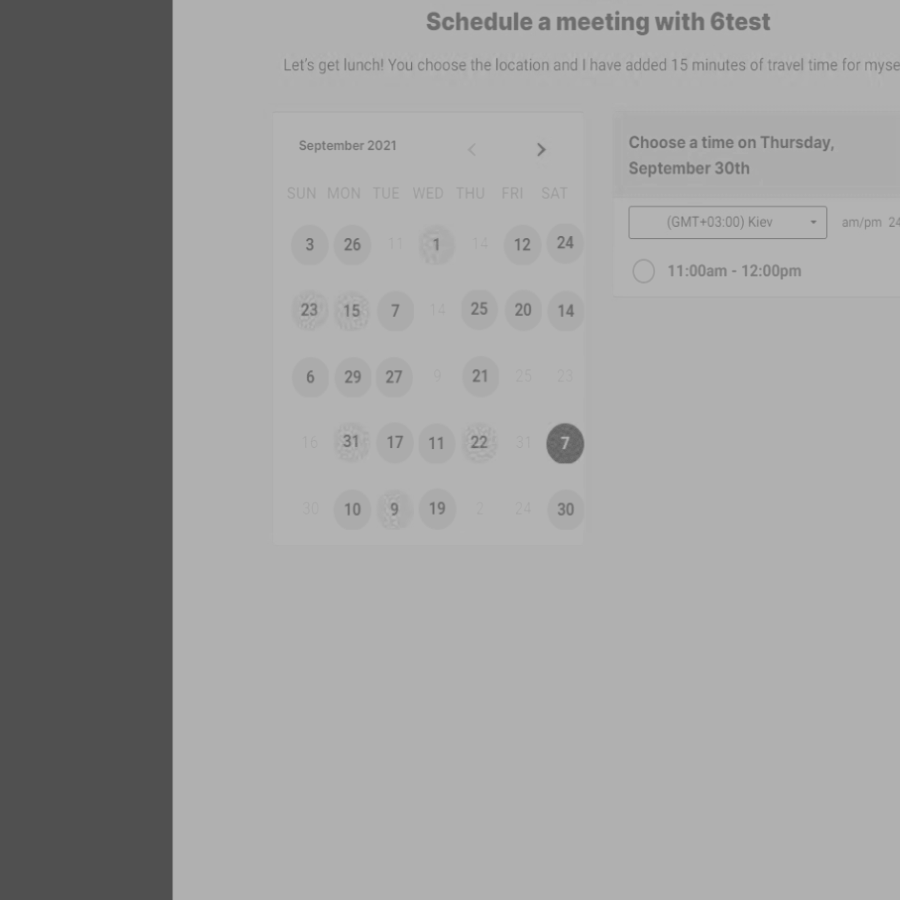 Schedule a meeting with 6test
Let's get lunch! You choose the location and I have added 15 minutes of travel time for myse
September 2021
SUN MON TUE WED THU FRI SAT
3 26 11 1 14 12 24
23 15 7 14 25 20 14
6 29 27 9 21 25 23
16 31 17 11 22 31 7
30 10 9 19 2 24 30
Choose a time on Thursday,
September 30th
(GMT+03:00) Kiev am/pm 24
11:00am - 12:00pm